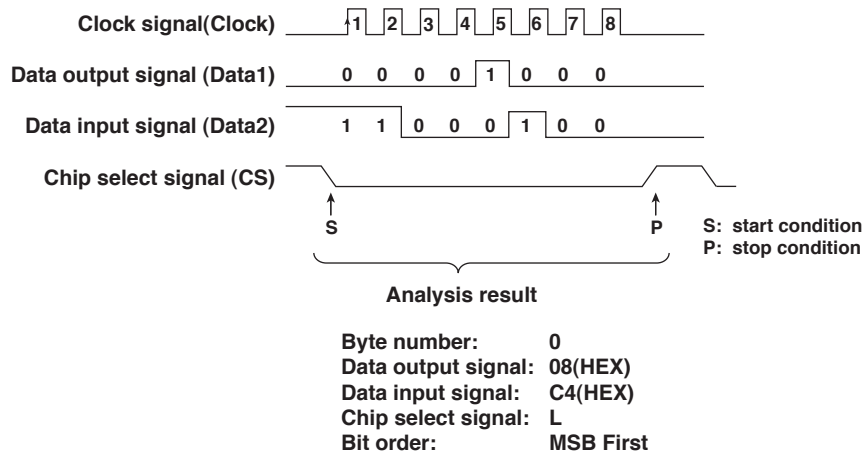 Clock signal(Clock) 1 2 3 4 5 6 7 8
Data output signal (Data1) 0 0 0 0 1 0 0 0
Data input signal (Data2) 1 1 0 0 0 1 0 0
Chip select signal (CS)
S P S: start condition
P: stop condition
Analysis result
Byte number: 0
Data output signal: 08(HEX)
Data input signal: C4(HEX)
Chip select signal: L
Bit order: MSB First